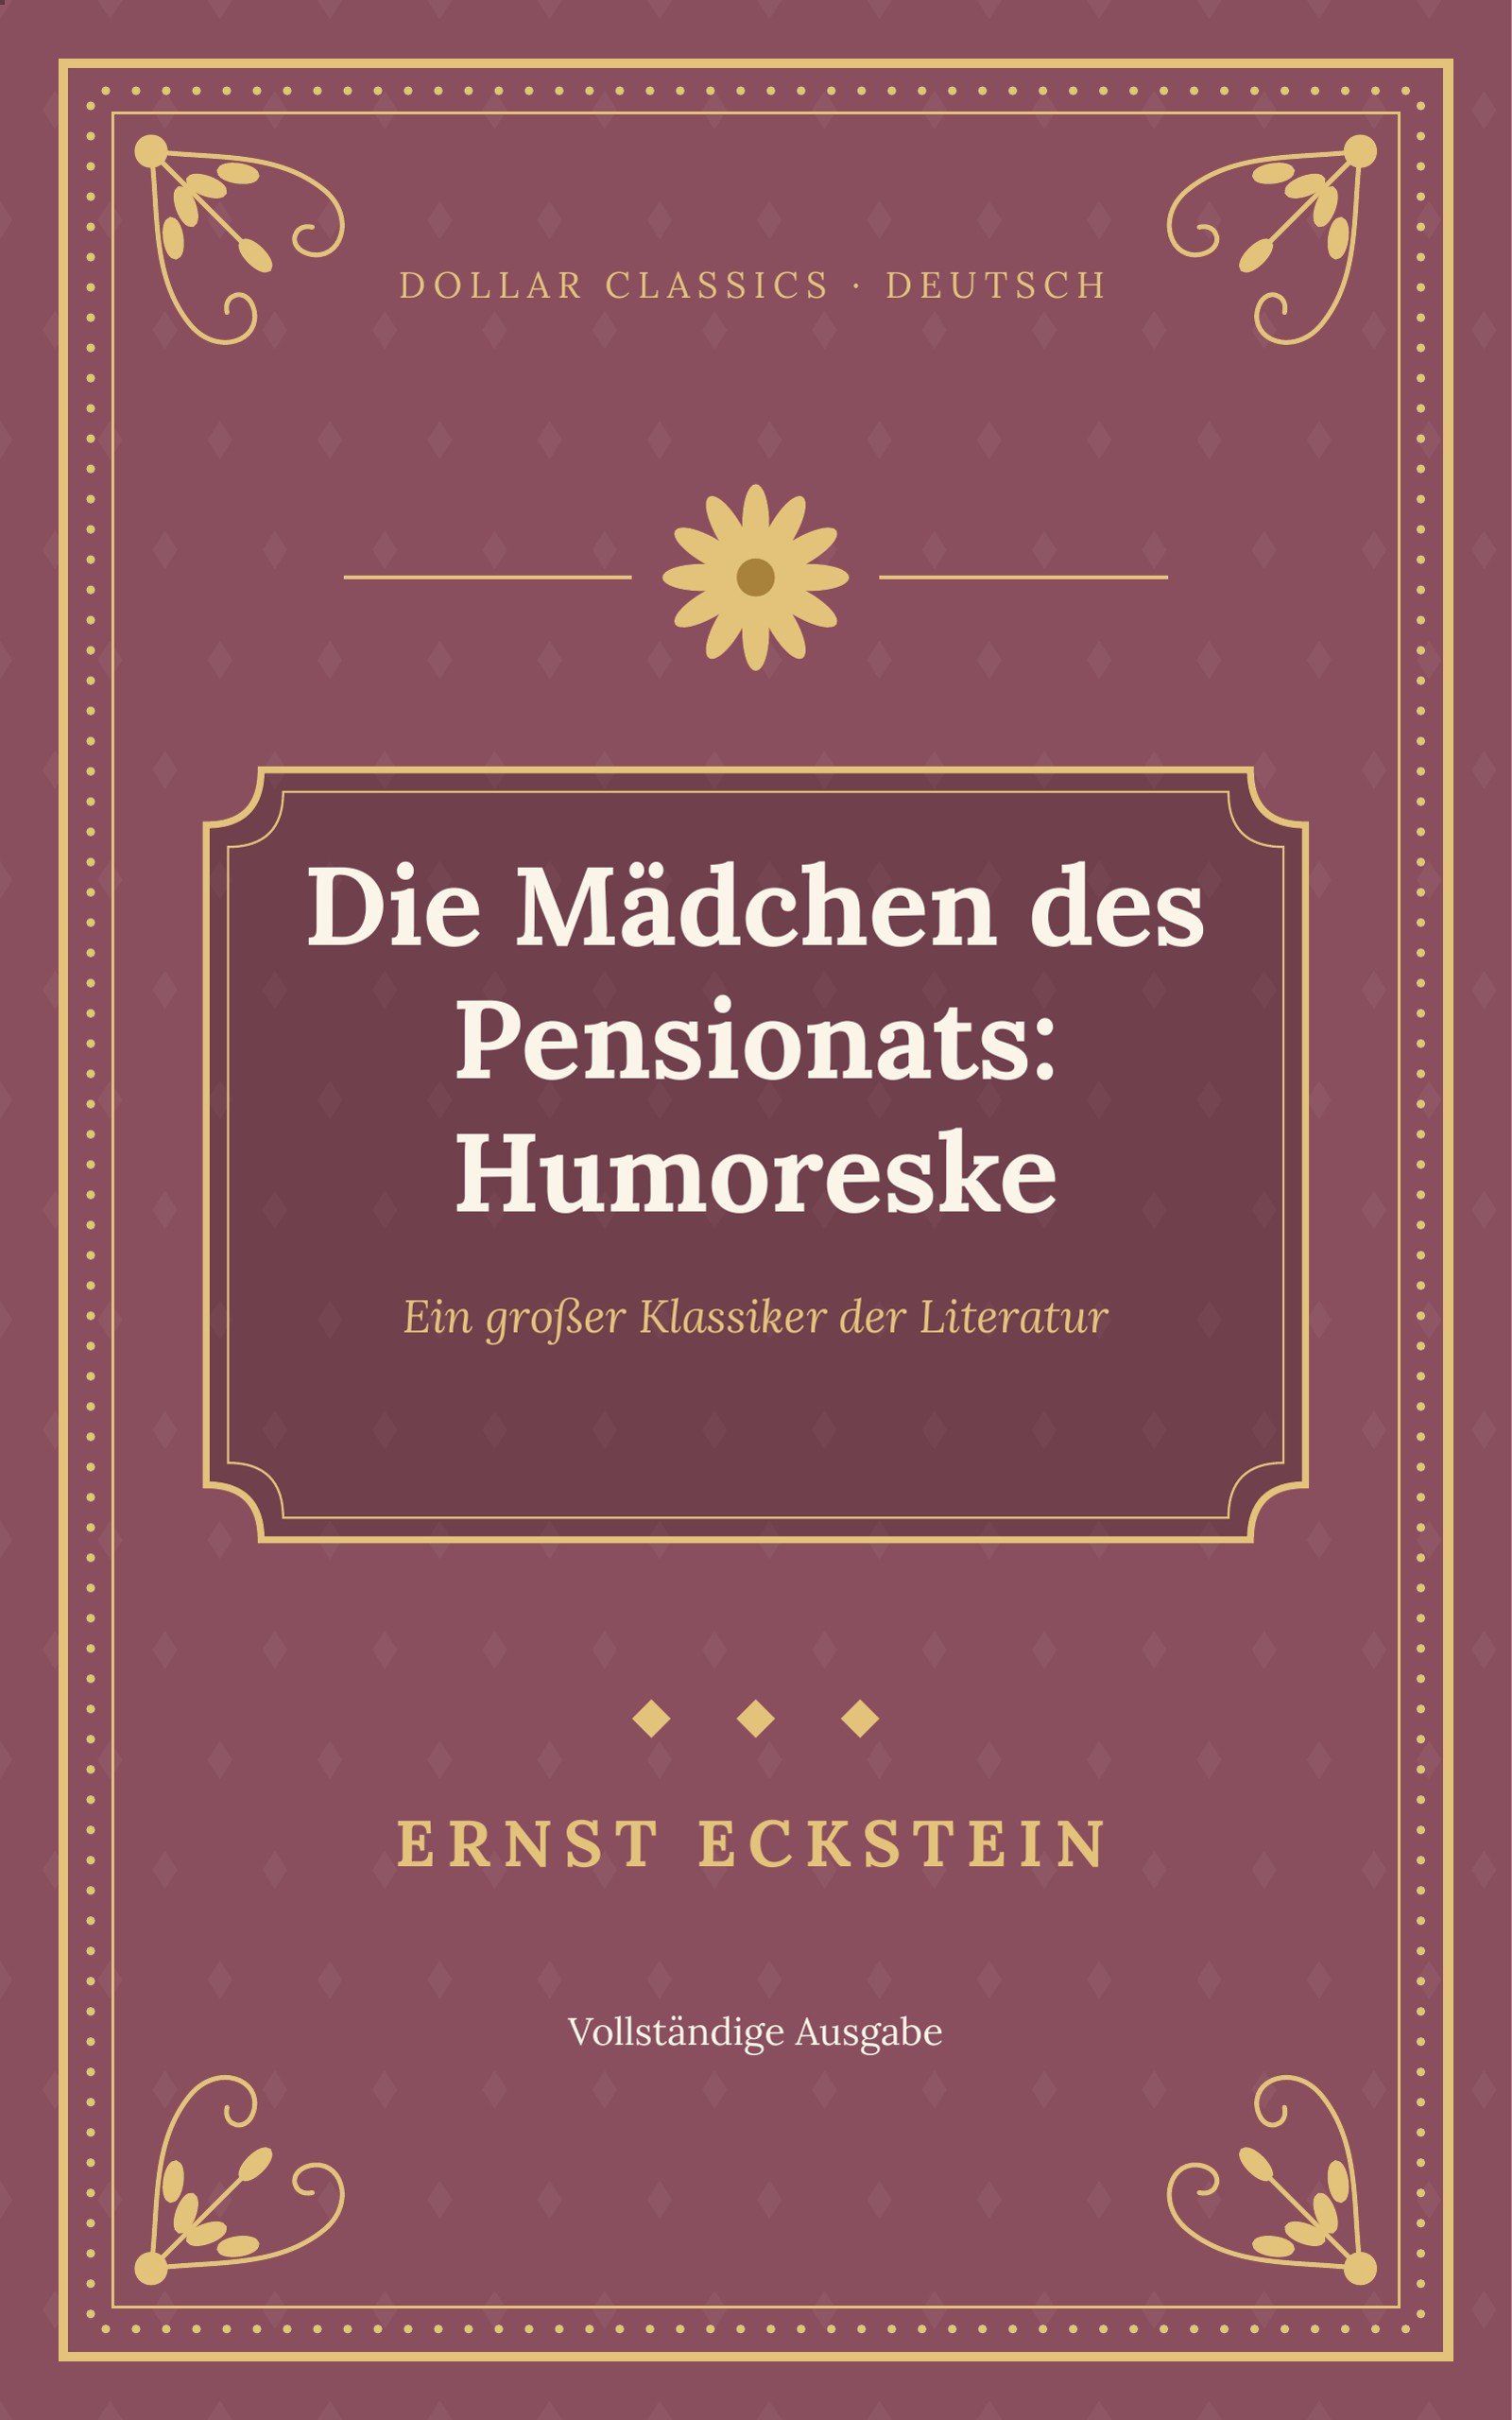 DOLLAR CLASSICS · DEUTSCH
Die Mädchen des
Pensionats:
Humoreske
Ein großer Klassiker der Literatur
ERNST ECKSTEIN
Vollständige Ausgabe